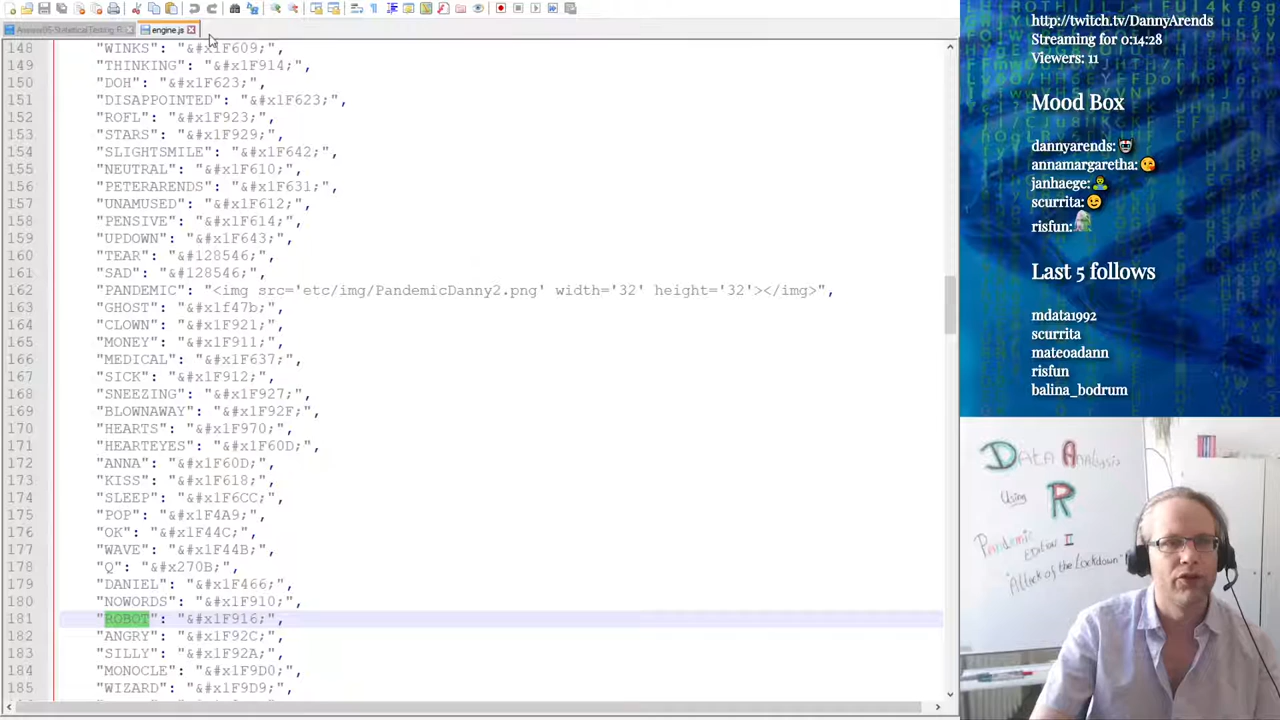 engine.js
148 "WINKS": "&#x1F609;",
149 "THINKING": "&#x1F914;",
150 "DOH": "&#x1F623;",
151 "DISAPPOINTED": "&#x1F623;",
152 "ROFL": "&#x1F923;",
153 "STARS": "&#x1F929;",
154 "SLIGHTSMILE": "&#x1F642;",
155 "NEUTRAL": "&#x1F610;",
156 "PETERARENDS": "&#x1F631;",
157 "UNAMUSED": "&#x1F612;",
158 "PENSIVE": "&#x1F614;",
159 "UPDOWN": "&#x1F643;",
160 "TEAR": "&#128546;",
161 "SAD": "&#128546;",
162 "PANDEMIC": "<img src='etc/img/PandemicDanny2.png' width='32' height='32'></img>",
163 "GHOST": "&#x1f47b;",
164 "CLOWN": "&#x1F921;",
165 "MONEY": "&#x1F911;",
166 "MEDICAL": "&#x1F637;",
167 "SICK": "&#x1F912;",
168 "SNEEZING": "&#x1F927;",
169 "BLOWNAWAY": "&#x1F92F;",
170 "HEARTS": "&#x1F970;",
171 "HEARTEYES": "&#x1F60D;",
172 "ANNA": "&#x1F60D;",
173 "KISS": "&#x1F618;",
174 "SLEEP": "&#x1F6CC;",
175 "POP": "&#x1F4A9;",
176 "OK": "&#x1F44C;",
177 "WAVE": "&#x1F44B;",
178 "Q": "&#x270B;",
179 "DANIEL": "&#x1F466;",
180 "NOWORDS": "&#x1F910;",
181 "ROBOT": "&#x1F916;",
182 "ANGRY": "&#x1F92C;",
183 "SILLY": "&#x1F92A;",
184 "MONOCLE": "&#x1F9D0;",
185 "WIZARD": "&#x1F9D9;",
http://twitch.tv/DannyArends
Streaming for 0:14:28
Viewers: 11
Mood Box
dannyarends:
annamargaretha:
janhaege:
scurrita:
risfun:
Last 5 follows
mdata1992
scurrita
mateoadann
risfun
balina_bodrum
Data Analysis
Using R
Pandemic
Edition II
"Attack of the Lockdown"